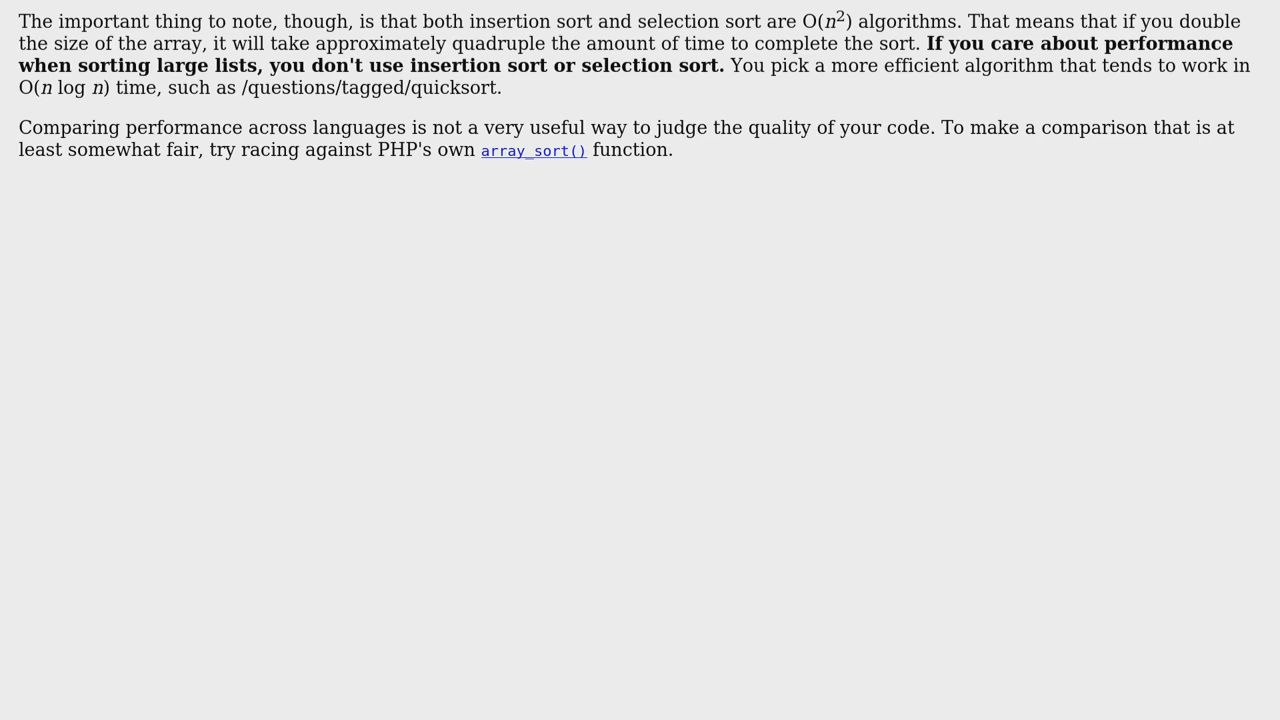 The important thing to note, though, is that both insertion sort and selection sort are O(n²) algorithms. That means that if you double
the size of the array, it will take approximately quadruple the amount of time to complete the sort. If you care about performance
when sorting large lists, you don't use insertion sort or selection sort. You pick a more efficient algorithm that tends to work in
O(n log n) time, such as /questions/tagged/quicksort.
Comparing performance across languages is not a very useful way to judge the quality of your code. To make a comparison that is at
least somewhat fair, try racing against PHP's own array_sort() function.